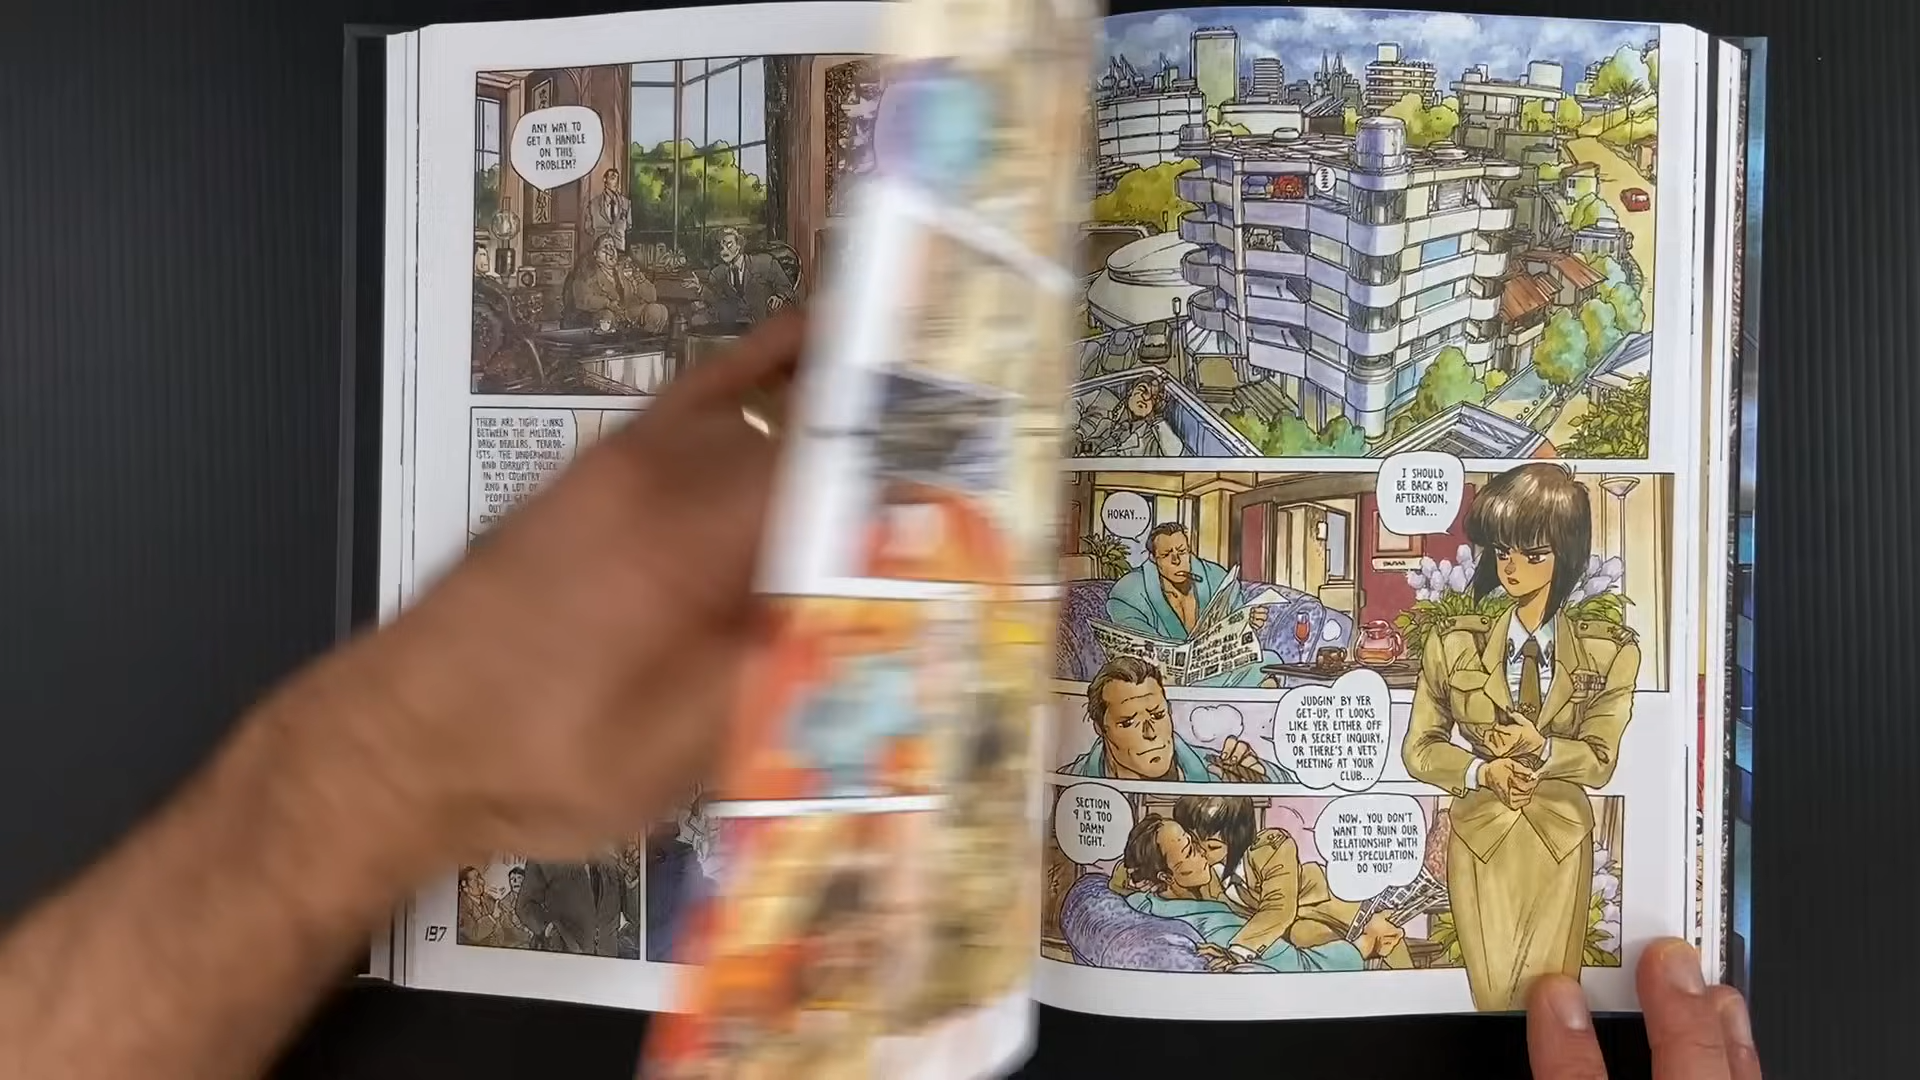 ANY WAY TO
GET A HANDLE
ON THIS
PROBLEM?
THERE ARE TIGHT LINKS
BETWEEN THE MILITARY,
DRUG DEALERS, TERROR-
ISTS, THE UNDERWORLD,
AND CORRUPT POLICE
IN MY COUNTRY
AND A LOT OF
PEOPLE
OUT
197
NNN
I SHOULD
BE BACK BY
AFTERNOON,
DEAR...
HOKAY...
JUDGIN' BY YER
GET-UP, IT LOOKS
LIKE YER EITHER OFF
TO A SECRET INQUIRY,
OR THERE'S A VETS
MEETING AT YOUR
CLUB...
SECTION
9 IS TOO
DAMN
TIGHT.
NOW, YOU DON'T
WANT TO RUIN OUR
RELATIONSHIP WITH
SILLY SPECULATION,
DO YOU?